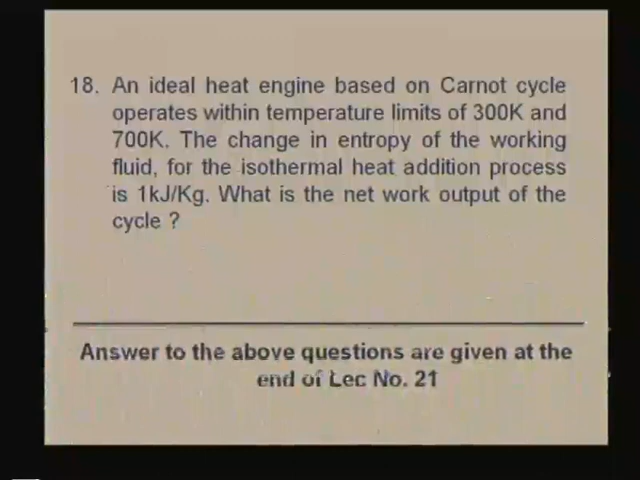 18. An ideal heat engine based on Carnot cycle
operates within temperature limits of 300K and
700K. The change in entropy of the working
fluid, for the isothermal heat addition process
is 1kJ/Kg. What is the net work output of the
cycle ?
Answer to the above questions are given at the
end of Lec No. 21